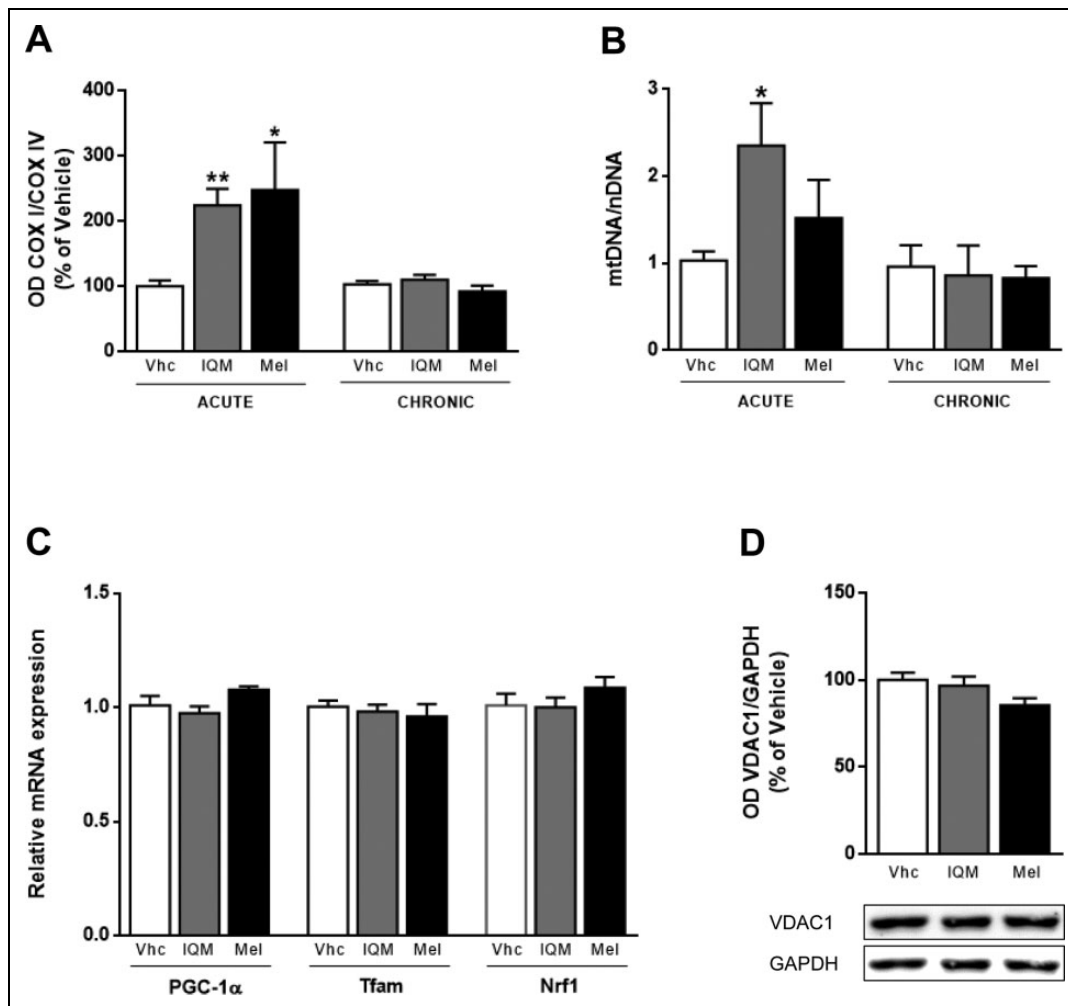 A
OD COX I/COX IV
(% of Vehicle)
400
300
200
100
0
**
*
Vhc IQM Mel Vhc IQM Mel
ACUTE CHRONIC
B
mtDNA/nDNA
3
2
1
0
*
Vhc IQM Mel Vhc IQM Mel
ACUTE CHRONIC
C
Relative mRNA expression
1.5
1.0
0.5
0.0
Vhc IQM Mel Vhc IQM Mel Vhc IQM Mel
PGC-1α Tfam Nrf1
D
OD VDAC1/GAPDH
(% of Vehicle)
150
100
50
0
Vhc IQM Mel
VDAC1
GAPDH